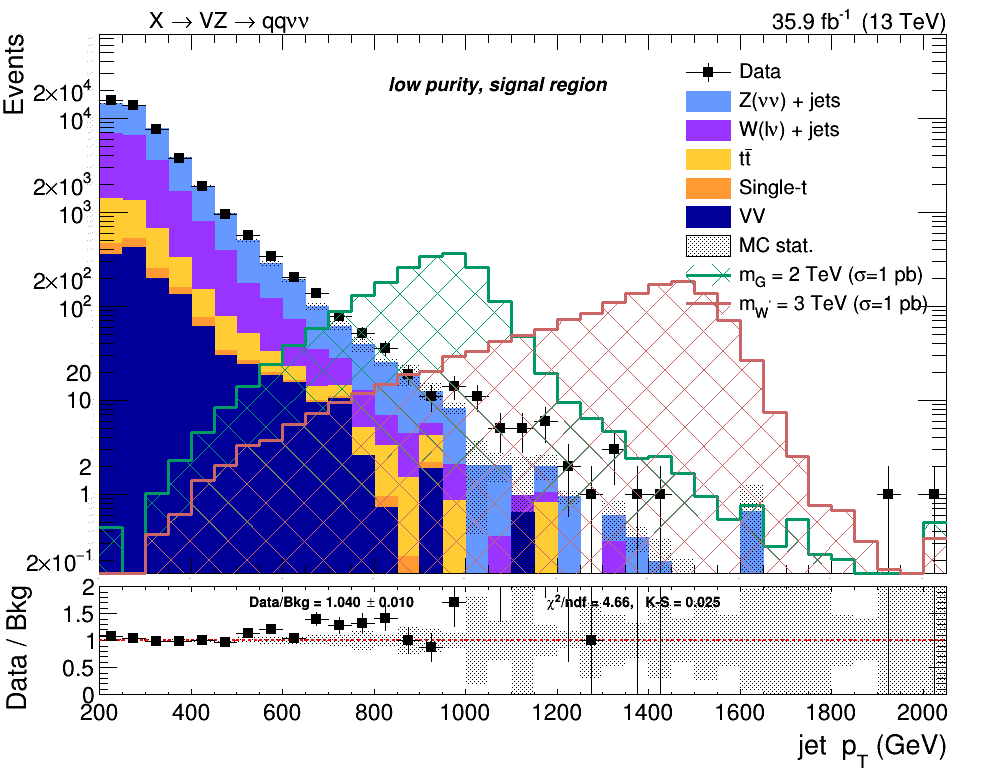 X → VZ → qqνν
35.9 fb⁻¹ (13 TeV)
Events
low purity, signal region
Data
Z(νν) + jets
W(lν) + jets
tt̄
Single-t
VV
MC stat.
m_G = 2 TeV (σ=1 pb)
m_W' = 3 TeV (σ=1 pb)
2×10⁴
10⁴
2×10³
10³
2×10²
10²
20
10
2
1
2×10⁻¹
Data / Bkg
2
1.5
1
0.5
0
Data/Bkg = 1.040 ± 0.010
χ²/ndf = 4.66, K-S = 0.025
200 400 600 800 1000 1200 1400 1600 1800 2000
jet p_T (GeV)